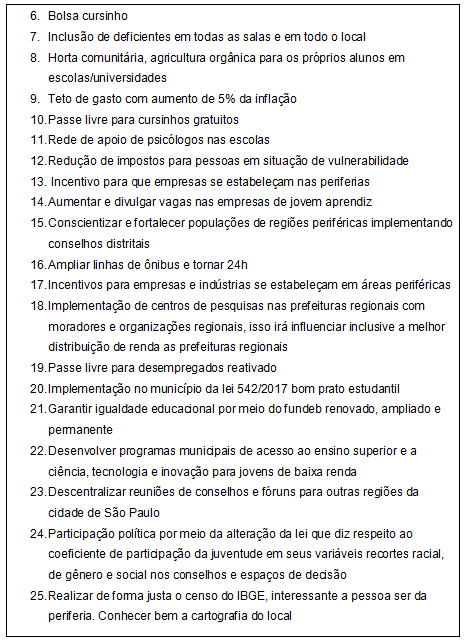 6. Bolsa cursinho
7. Inclusão de deficientes em todas as salas e em todo o local
8. Horta comunitária, agricultura orgânica para os próprios alunos em
escolas/universidades
9. Teto de gasto com aumento de 5% da inflação
10. Passe livre para cursinhos gratuitos
11. Rede de apoio de psicólogos nas escolas
12. Redução de impostos para pessoas em situação de vulnerabilidade
13. Incentivo para que empresas se estabeleçam nas periferias
14. Aumentar e divulgar vagas nas empresas de jovem aprendiz
15. Conscientizar e fortalecer populações de regiões periféricas implementando
conselhos distritais
16. Ampliar linhas de ônibus e tornar 24h
17. Incentivos para empresas e indústrias se estabeleçam em áreas periféricas
18. Implementação de centros de pesquisas nas prefeituras regionais com
moradores e organizações regionais, isso irá influenciar inclusive a melhor
distribuição de renda as prefeituras regionais
19. Passe livre para desempregados reativado
20. Implementação no município da lei 542/2017 bom prato estudantil
21. Garantir igualdade educacional por meio do fundeb renovado, ampliado e
permanente
22. Desenvolver programas municipais de acesso ao ensino superior e a
ciência, tecnologia e inovação para jovens de baixa renda
23. Descentralizar reuniões de conselhos e fóruns para outras regiões da
cidade de São Paulo
24. Participação política por meio da alteração da lei que diz respeito ao
coeficiente de participação da juventude em seus variáveis recortes racial,
de gênero e social nos conselhos e espaços de decisão
25. Realizar de forma justa o censo do IBGE, interessante a pessoa ser da
periferia. Conhecer bem a cartografia do local